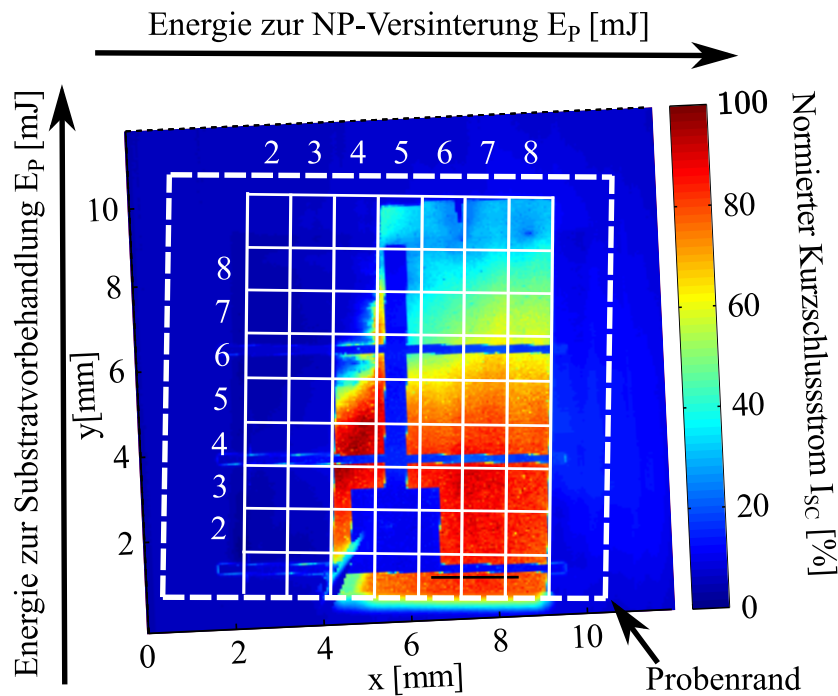 Energie zur NP-Versinterung E_P [mJ]
Energie zur Substratvorbehandlung E_P [mJ]
2 3 4 5 6 7 8
8
7
6
5
4
3
2
y[mm]
10
8
6
4
2
0 2 4 6 8 10
x [mm]
Probenrand
100
80
60
40
20
0
Normierter Kurzschlussstrom I_SC [%]